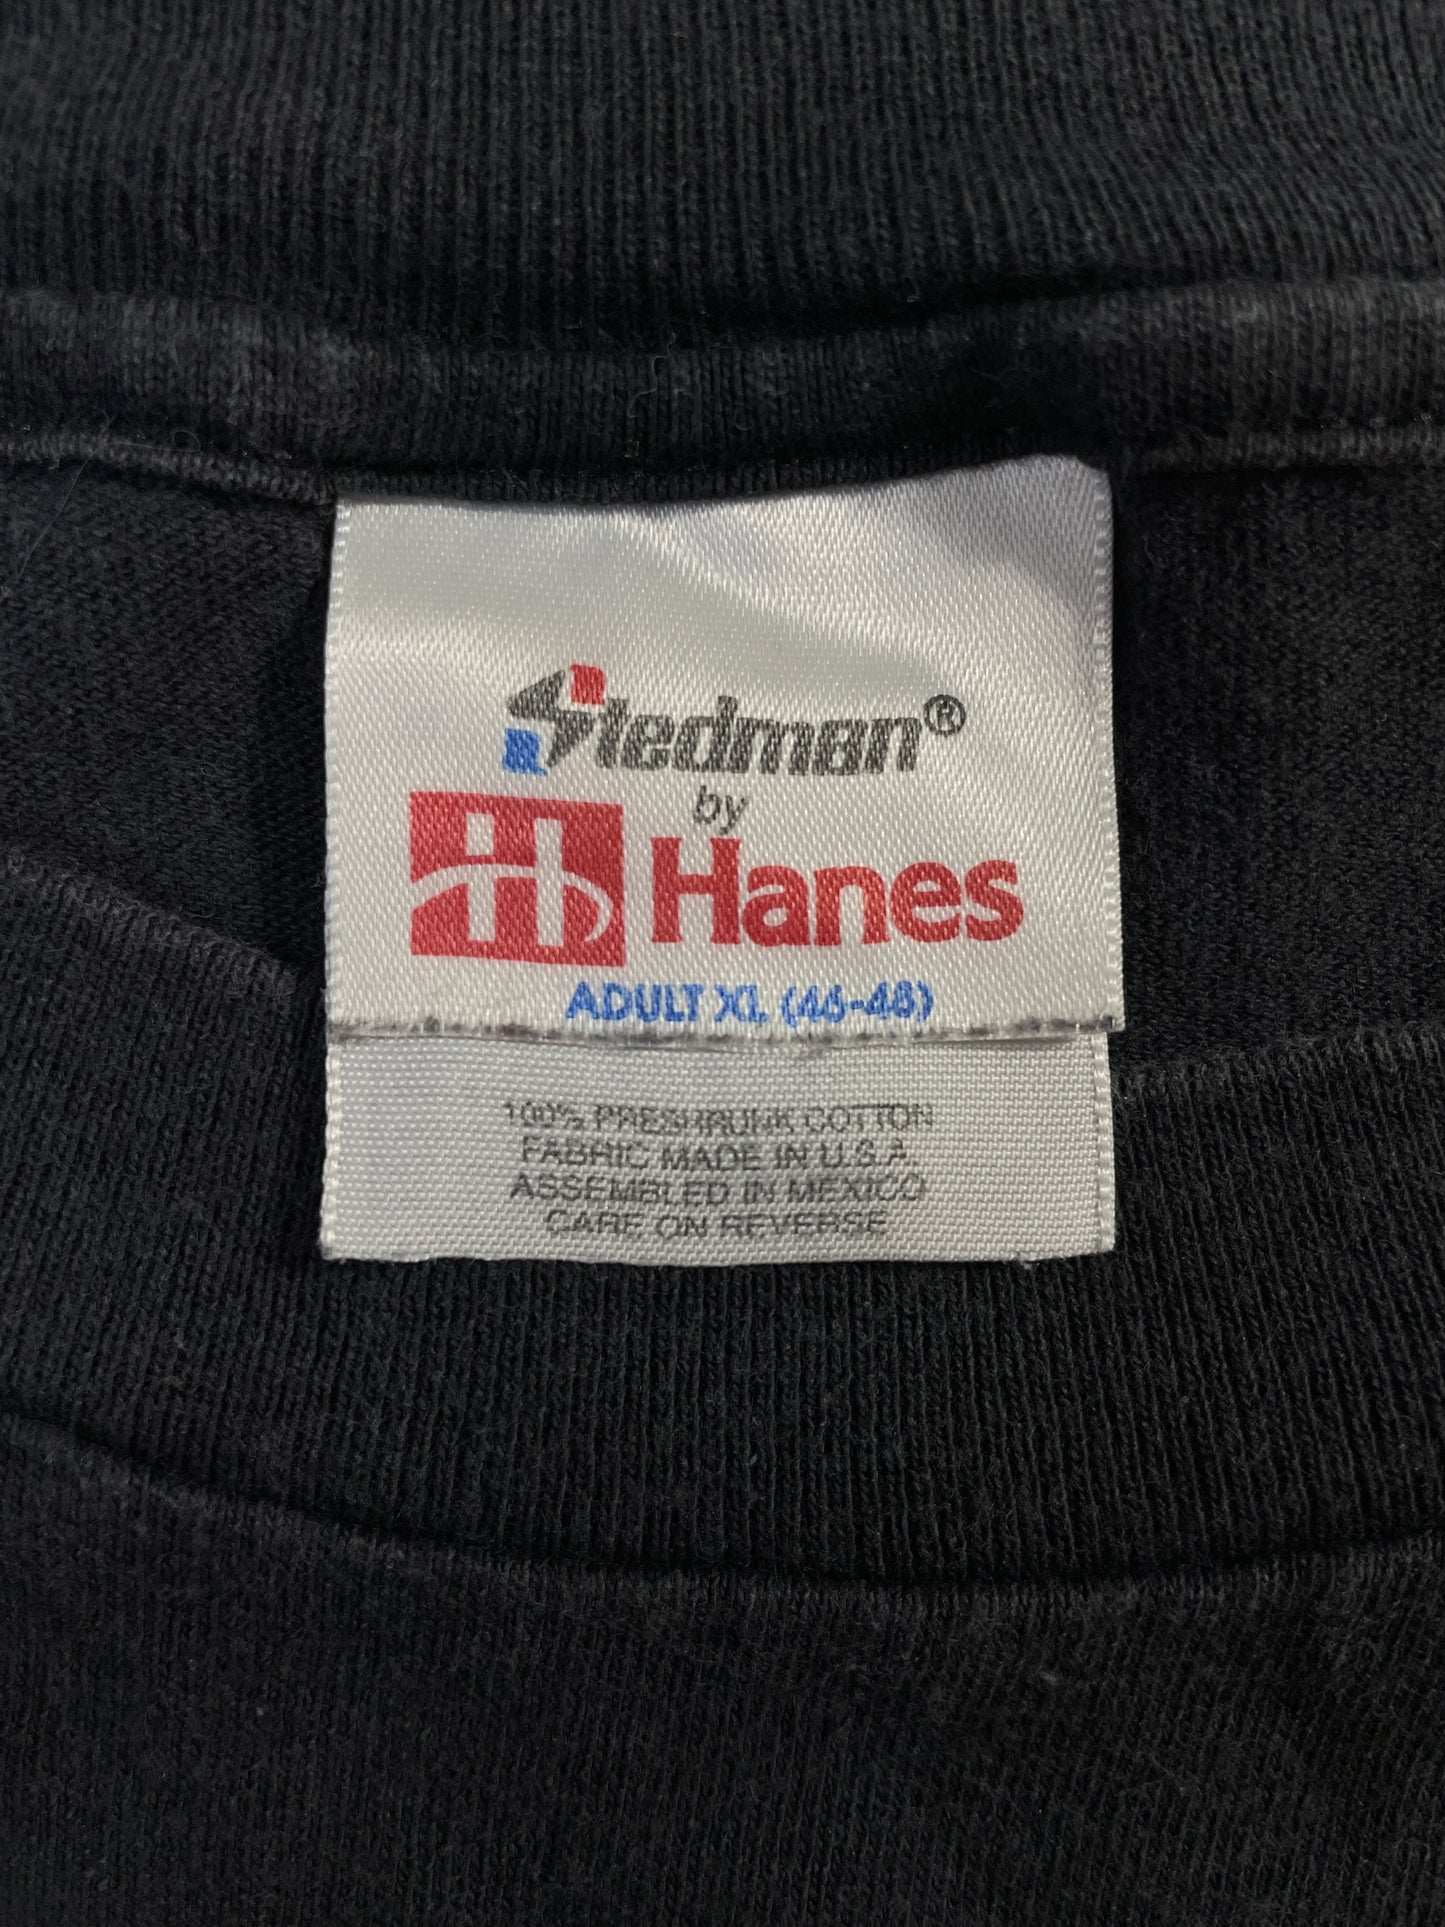 Stedman®
by
Hanes
ADULT XL (46-48)
100% PRESHRUNK COTTON
FABRIC MADE IN U.S.A.
ASSEMBLED IN MEXICO
CARE ON REVERSE